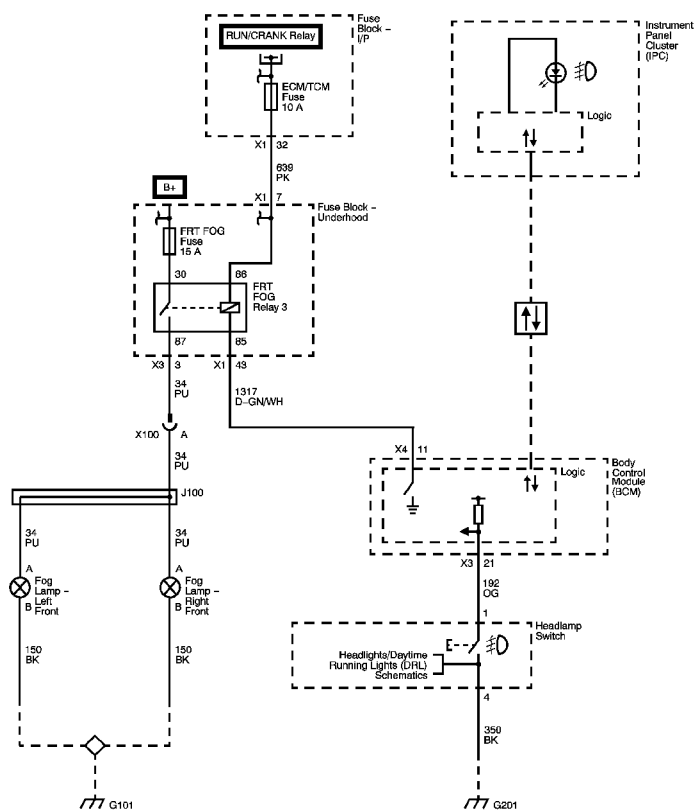 RUN/CRANK Relay
Fuse
Block –
I/P
ECM/TCM
Fuse
10 A
X1 32
639
PK
Instrument
Panel
Cluster
(IPC)
Logic
B+
X1 7
Fuse Block –
Underhood
FRT FOG
Fuse
15 A
30
86
FRT
FOG
Relay 3
87
85
X3 3
X1 43
34
PU
1317
D–GN/WH
X100 A
34
PU
J100
34
PU
34
PU
A
Fog
Lamp –
Left
Front
B
A
Fog
Lamp –
Right
Front
B
150
BK
150
BK
G101
X4 11
Logic
Body
Control
Module
(BCM)
X3 21
192
OG
1
Headlamp
Switch
Headlights/Daytime
Running Lights (DRL)
Schematics
4
350
BK
G201